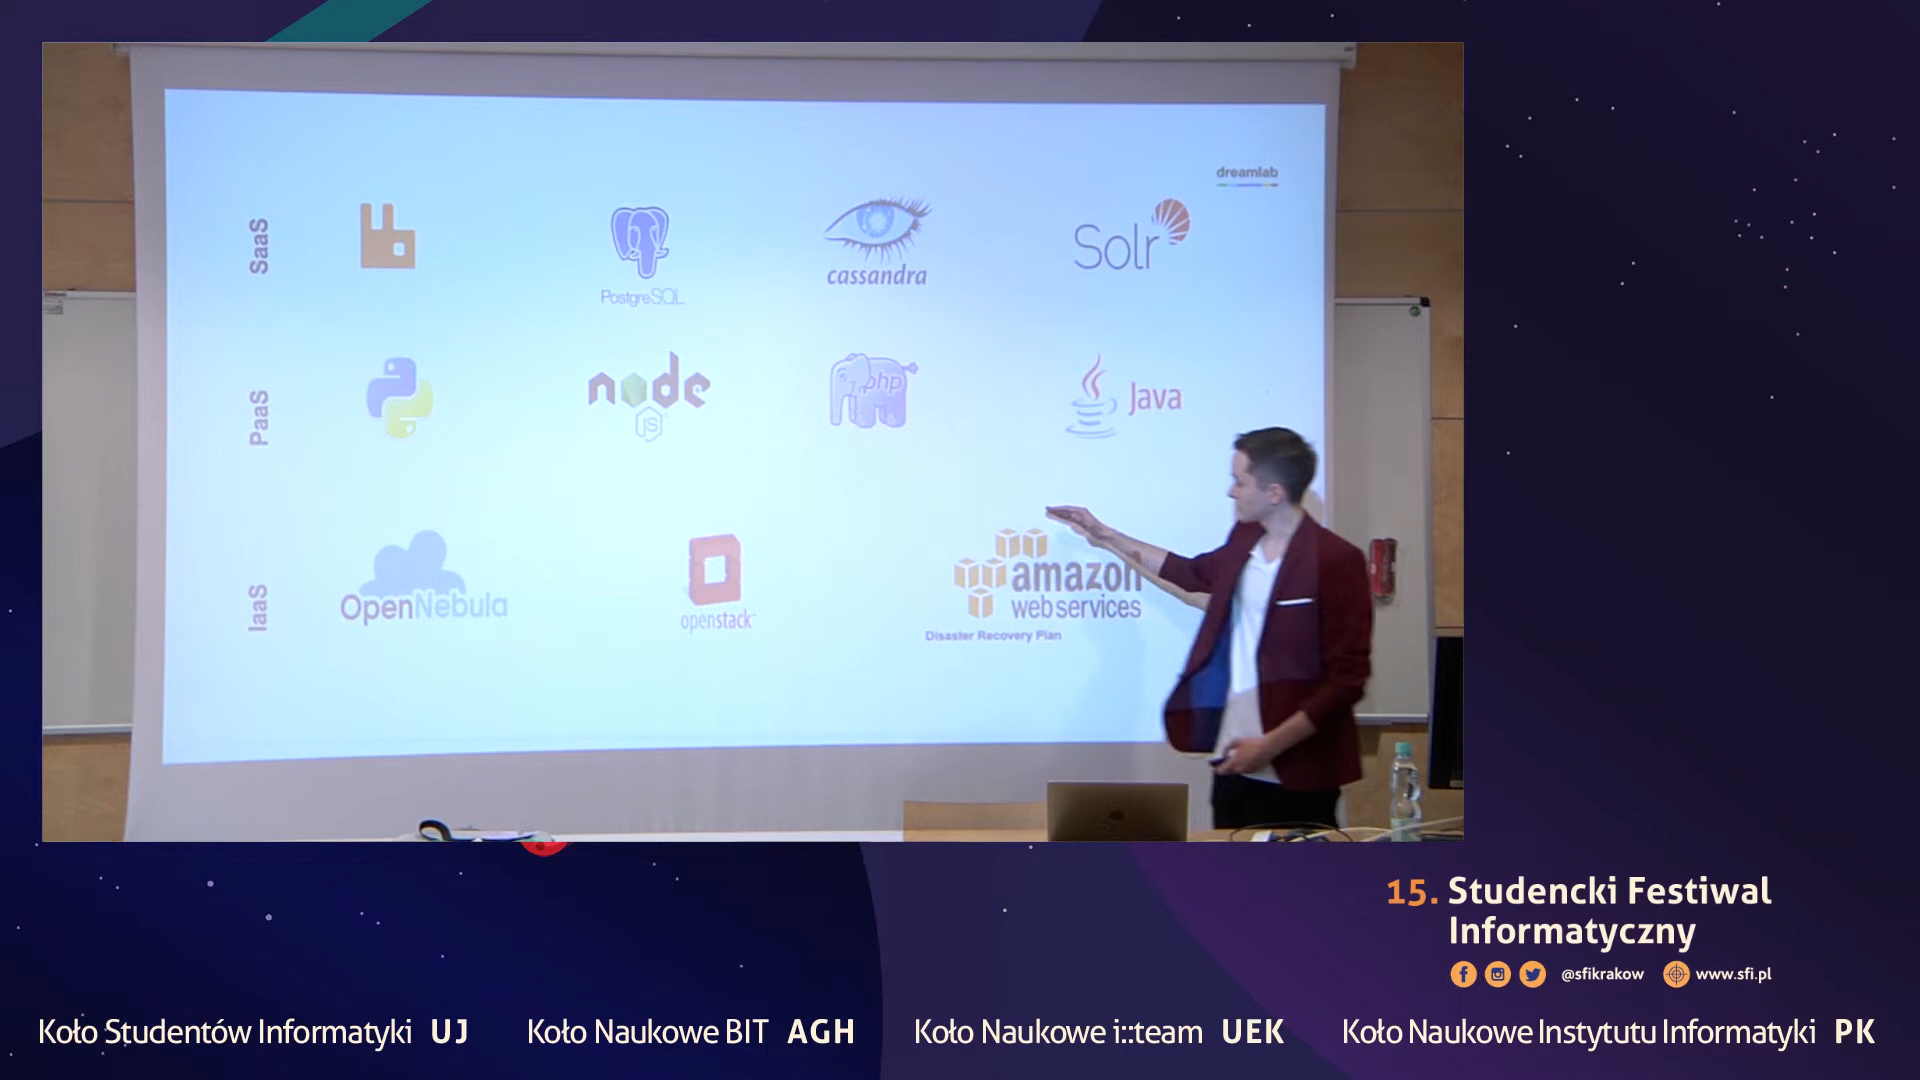 dreamlab
SaaS
PostgreSQL
cassandra
Solr
PaaS
node
JS
php
Java
IaaS
OpenNebula
openstack
amazon
web services
Disaster Recovery Plan
15. Studencki Festiwal
Informatyczny
@sfikrakow www.sfi.pl
Koło Studentów Informatyki UJ
Koło Naukowe BIT AGH
Koło Naukowe i::team UEK
Koło Naukowe Instytutu Informatyki PK